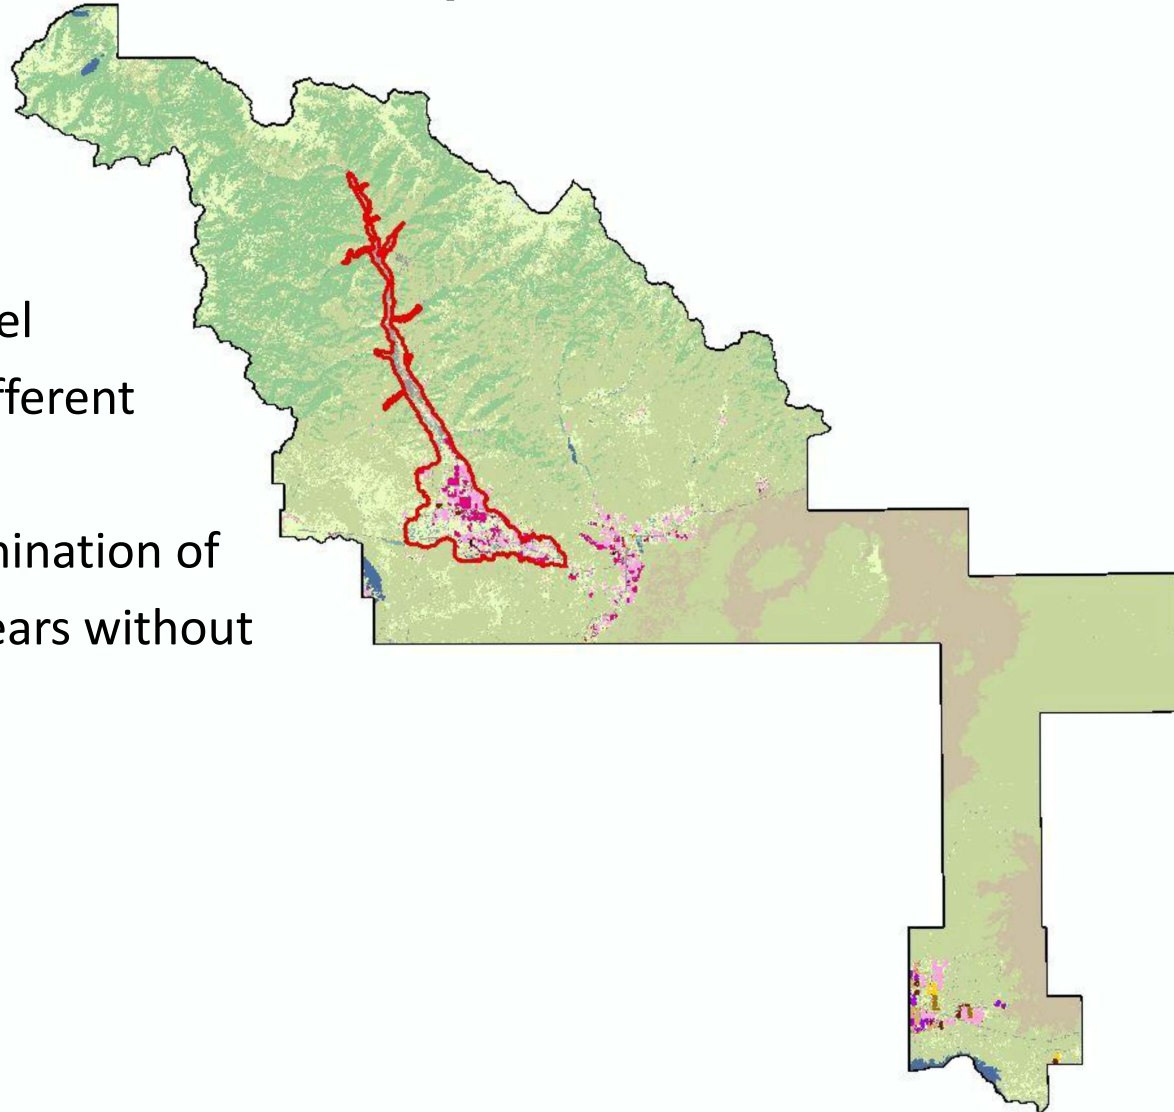 el
fferent
nination of
ears without